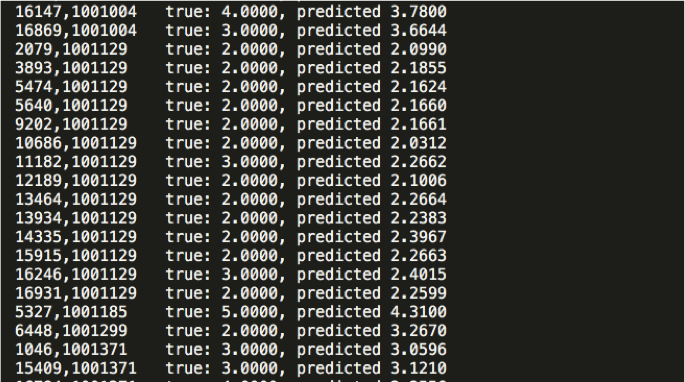 16147,1001004 true: 4.0000, predicted 3.7800
16869,1001004 true: 3.0000, predicted 3.6644
2079,1001129 true: 2.0000, predicted 2.0990
3893,1001129 true: 2.0000, predicted 2.1855
5474,1001129 true: 2.0000, predicted 2.1624
5640,1001129 true: 2.0000, predicted 2.1660
9202,1001129 true: 2.0000, predicted 2.1661
10686,1001129 true: 2.0000, predicted 2.0312
11182,1001129 true: 3.0000, predicted 2.2662
12189,1001129 true: 2.0000, predicted 2.1006
13464,1001129 true: 2.0000, predicted 2.2664
13934,1001129 true: 2.0000, predicted 2.2383
14335,1001129 true: 2.0000, predicted 2.3967
15915,1001129 true: 2.0000, predicted 2.2663
16246,1001129 true: 3.0000, predicted 2.4015
16931,1001129 true: 2.0000, predicted 2.2599
5327,1001185 true: 5.0000, predicted 4.3100
6448,1001299 true: 2.0000, predicted 3.2670
1046,1001371 true: 3.0000, predicted 3.0596
15409,1001371 true: 3.0000, predicted 3.1210